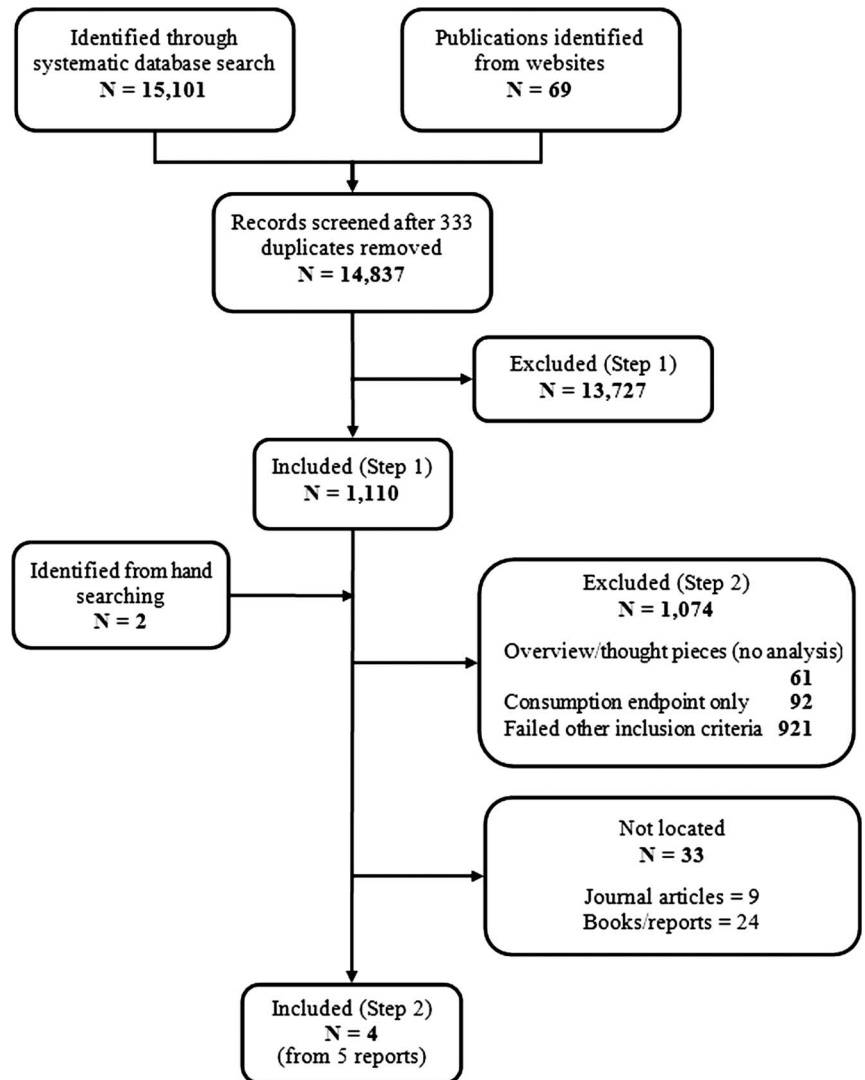 Identified through
systematic database search
N = 15,101
Publications identified
from websites
N = 69
Records screened after 333
duplicates removed
N = 14,837
Excluded (Step 1)
N = 13,727
Included (Step 1)
N = 1,110
Identified from hand
searching
N = 2
Excluded (Step 2)
N = 1,074
Overview/thought pieces (no analysis)
61
Consumption endpoint only 92
Failed other inclusion criteria 921
Not located
N = 33
Journal articles = 9
Books/reports = 24
Included (Step 2)
N = 4
(from 5 reports)